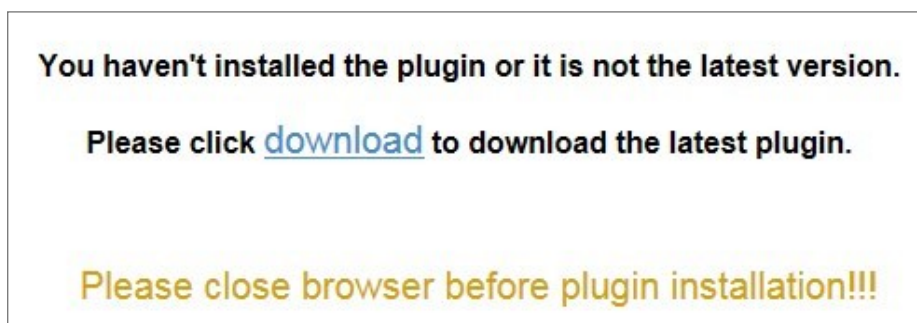 You haven't installed the plugin or it is not the latest version.
Please click download to download the latest plugin.
Please close browser before plugin installation!!!